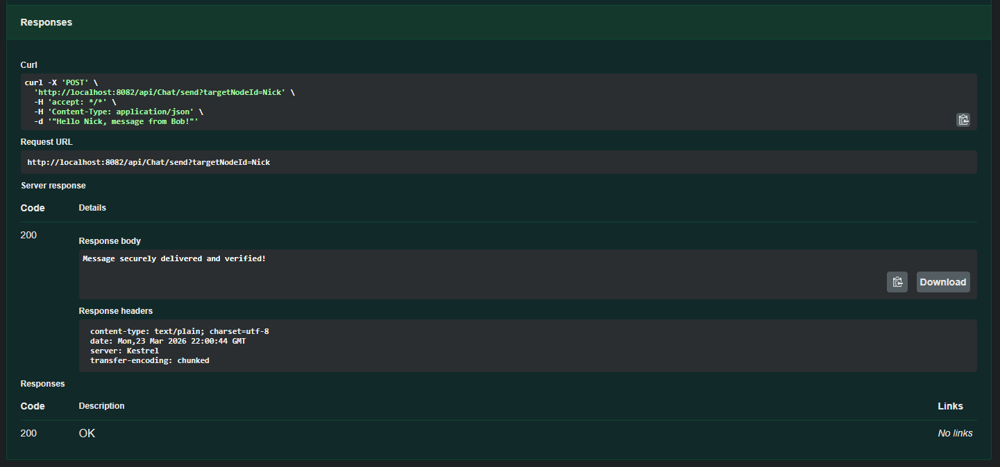 Responses
Curl
curl -X 'POST' \
  'http://localhost:8082/api/Chat/send?targetNodeId=Nick' \
  -H 'accept: */*' \
  -H 'Content-Type: application/json' \
  -d '"Hello Nick, message from Bob!"'
Request URL
http://localhost:8082/api/Chat/send?targetNodeId=Nick
Server response
Code Details
200
Response body
Message securely delivered and verified!
Download
Response headers
content-type: text/plain; charset=utf-8
date: Mon,23 Mar 2026 22:00:44 GMT
server: Kestrel
transfer-encoding: chunked
Responses
Code Description Links
200 OK No links